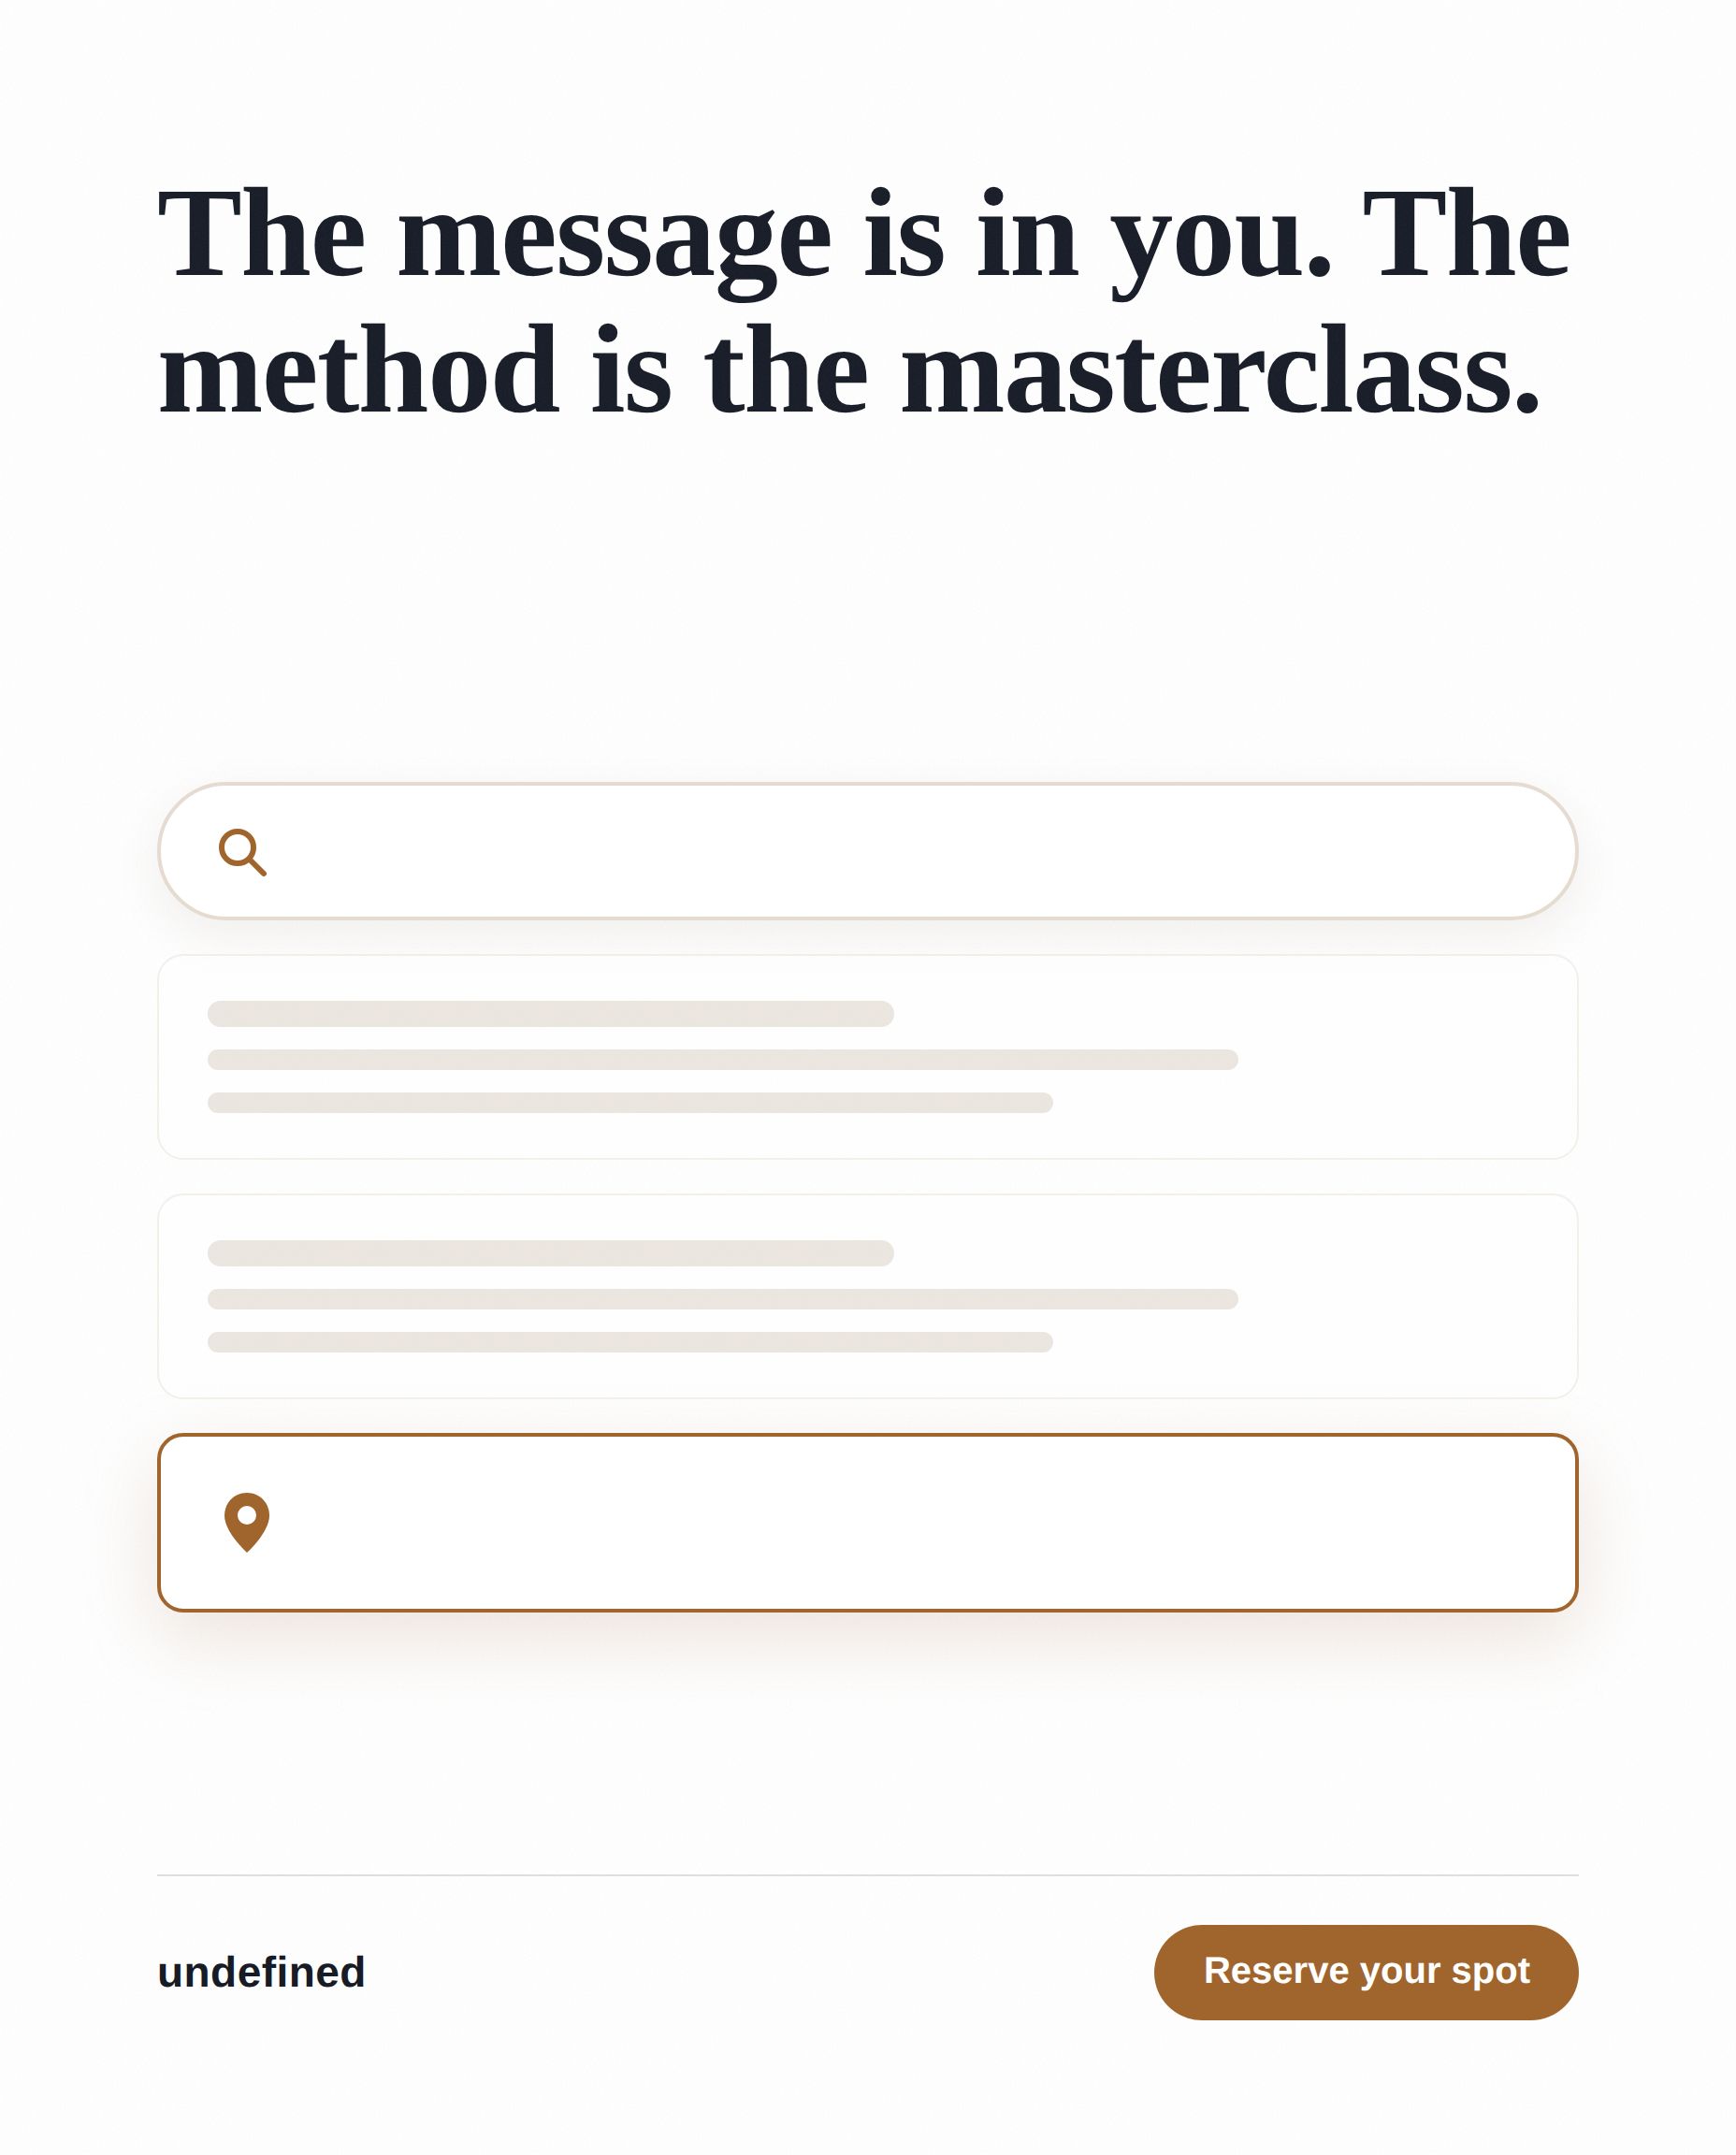 The message is in you. The
method is the masterclass.
undefined
Reserve your spot